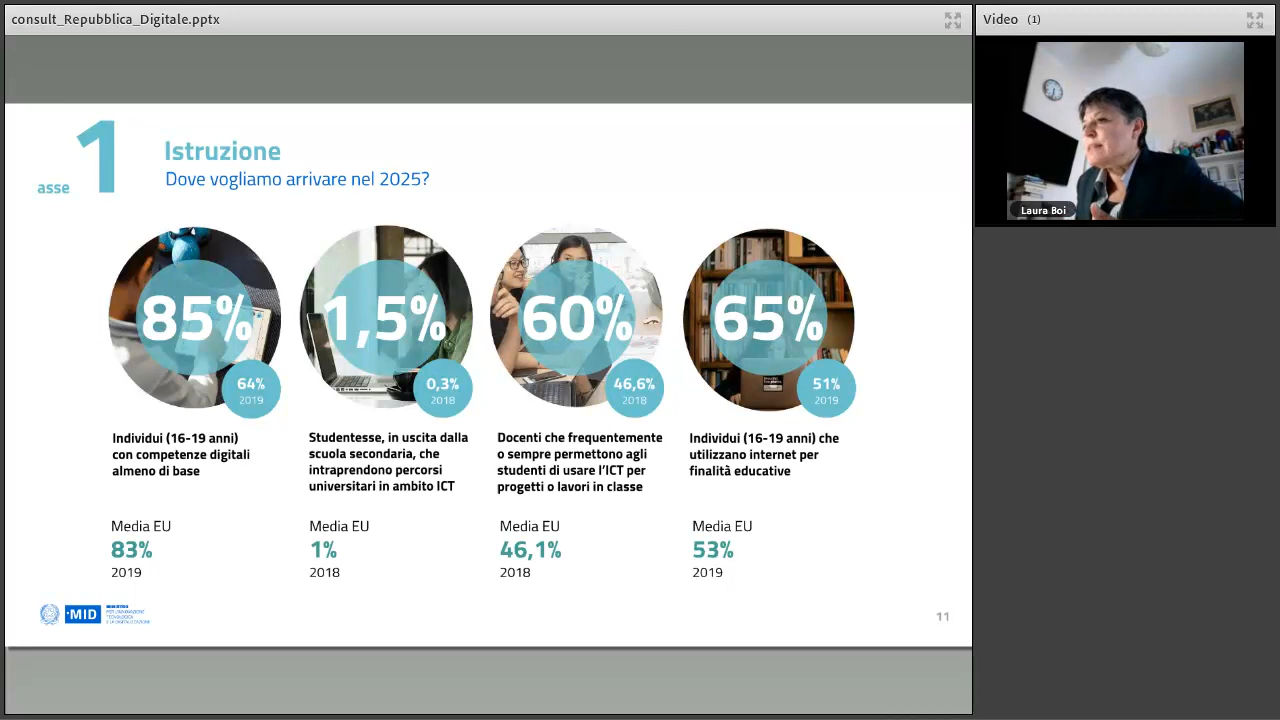 consult_Repubblica_Digitale.pptx
Video (1)
Laura Boi
asse 1
Istruzione
Dove vogliamo arrivare nel 2025?
85%
64%
2019
Individui (16-19 anni)
con competenze digitali
almeno di base
Media EU
83%
2019
1,5%
0,3%
2018
Studentesse, in uscita dalla
scuola secondaria, che
intraprendono percorsi
universitari in ambito ICT
Media EU
1%
2018
60%
46,6%
2018
Docenti che frequentemente
o sempre permettono agli
studenti di usare l'ICT per
progetti o lavori in classe
Media EU
46,1%
2018
65%
51%
2019
Individui (16-19 anni) che
utilizzano internet per
finalità educative
Media EU
53%
2019
MID
PER L'INNOVAZIONE
TECNOLOGICA
E LA DIGITALIZZAZIONE
11